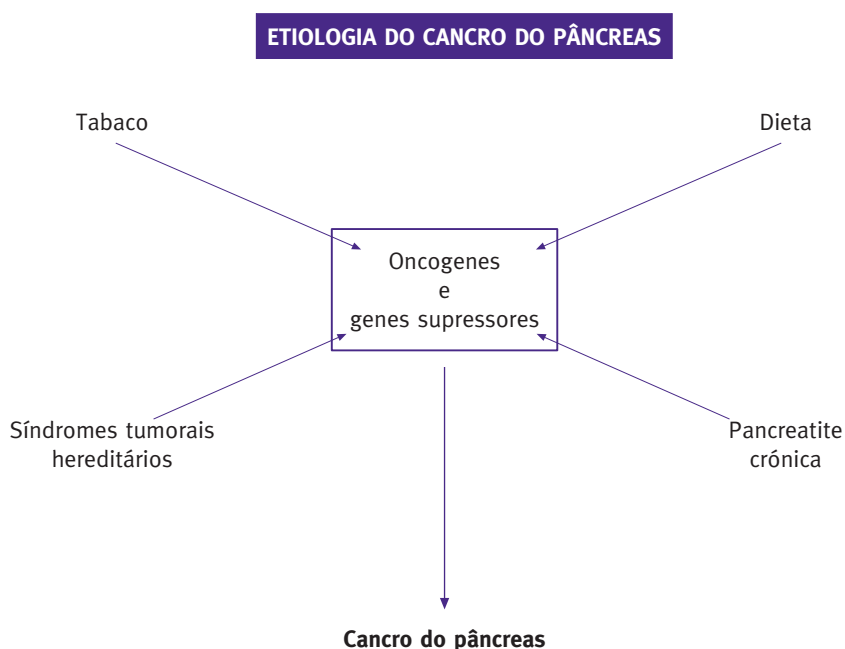 ETIOLOGIA DO CANCRO DO PÂNCREAS
Tabaco
Dieta
Oncogenes
e
genes supressores
Síndromes tumorais
hereditários
Pancreatite
crónica
Cancro do pâncreas